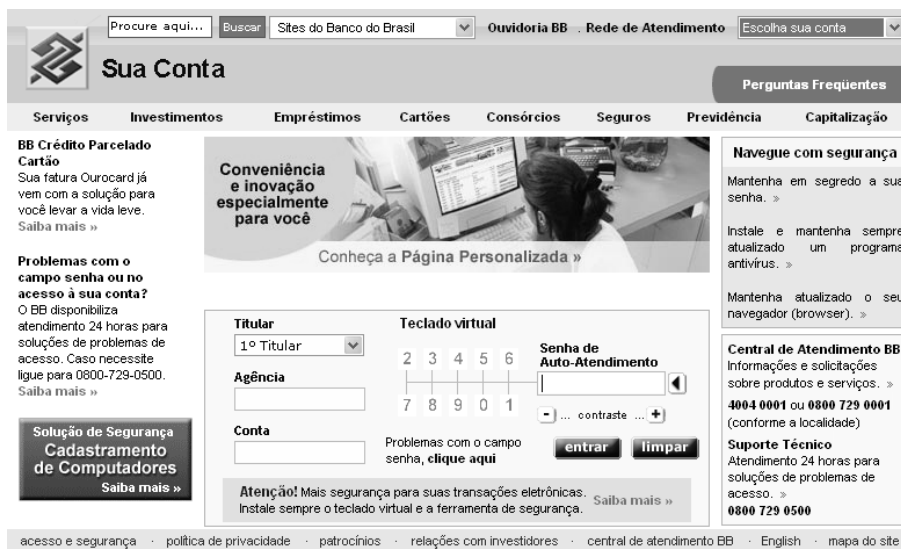 Procure aqui... Buscar Sites do Banco do Brasil Ouvidoria BB . Rede de Atendimento Escolha sua conta
Sua Conta
Perguntas Freqüentes
Serviços Investimentos Empréstimos Cartões Consórcios Seguros Previdência Capitalização
BB Crédito Parcelado
Cartão
Sua fatura Ourocard já
vem com a solução para
você levar a vida leve.
Saiba mais »
Problemas com o
campo senha ou no
acesso à sua conta?
O BB disponibiliza
atendimento 24 horas para
soluções de problemas de
acesso. Caso necessite
ligue para 0800-729-0500.
Saiba mais »
Solução de Segurança
Cadastramento
de Computadores
Saiba mais »
Conveniência
e inovação
especialmente
para você
Conheça a Página Personalizada »
Titular
1º Titular
Agência
Conta
Teclado virtual
2 3 4 5 6
7 8 9 0 1
Senha de
Auto-Atendimento
- ... contraste ... +
Problemas com o campo
senha, clique aqui
entrar limpar
Atenção! Mais segurança para suas transações eletrônicas.
Instale sempre o teclado virtual e a ferramenta de segurança.
Saiba mais »
Navegue com segurança
Mantenha em segredo a sua
senha. »
Instale e mantenha sempre
atualizado um programa
antivírus. »
Mantenha atualizado o seu
navegador (browser). »
Central de Atendimento BB
Informações e solicitações
sobre produtos e serviços. »
4004 0001 ou 0800 729 0001
(conforme a localidade)
Suporte Técnico
Atendimento 24 horas para
soluções de problemas de
acesso. »
0800 729 0500
acesso e segurança · política de privacidade · patrocínios · relações com investidores · central de atendimento BB · English · mapa do site